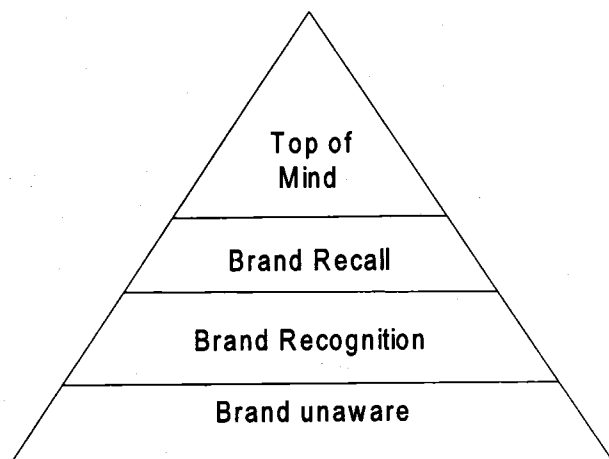 Top of
Mind
Brand Recall
Brand Recognition
Brand unaware